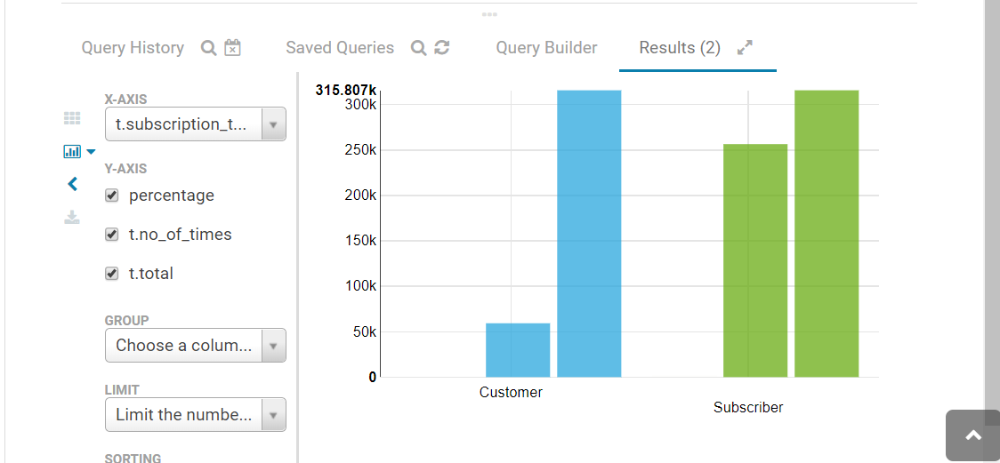 Query History
Saved Queries
Query Builder
Results (2)
X-AXIS
t.subscription_t...
Y-AXIS
percentage
t.no_of_times
t.total
GROUP
Choose a colum...
LIMIT
Limit the numbe...
SORTING
315.807k
300k
250k
200k
150k
100k
50k
0
Customer
Subscriber